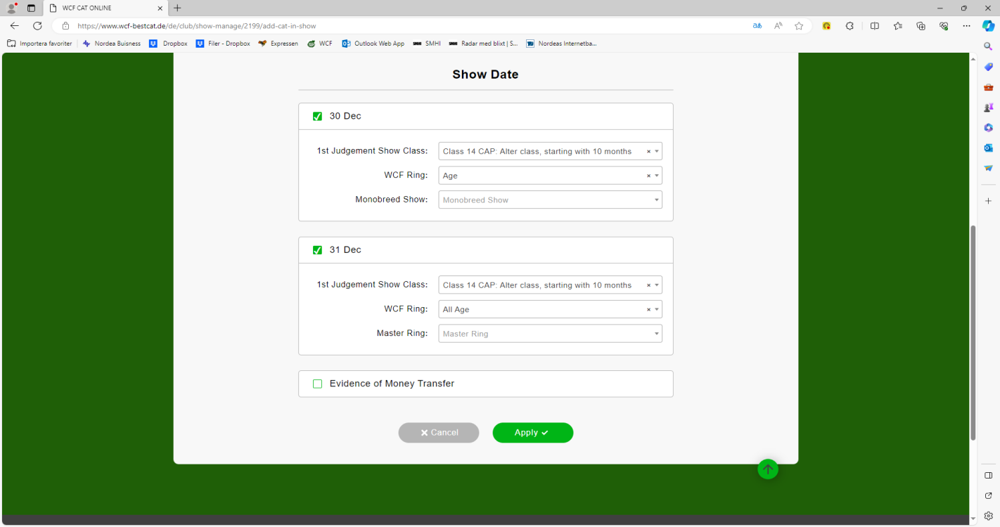 WCF CAT ONLINE
https://www.wcf-bestcat.de/de/club/show-manage/2199/add-cat-in-show
Importera favoriter Nordea Buisness Dropbox Filer - Dropbox Expressen WCF Outlook Web App SMHI Radar med blixt | S... Nordeas Internetba...
Show Date
30 Dec
1st Judgement Show Class: Class 14 CAP: Alter class, starting with 10 months
WCF Ring: Age
Monobreed Show: Monobreed Show
31 Dec
1st Judgement Show Class: Class 14 CAP: Alter class, starting with 10 months
WCF Ring: All Age
Master Ring: Master Ring
Evidence of Money Transfer
Cancel Apply